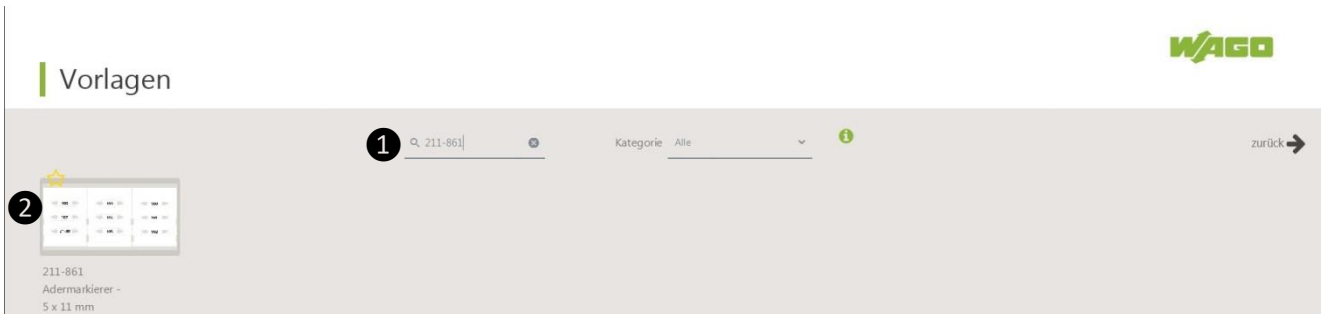 WAGO
Vorlagen
1 211-861 Kategorie Alle zurück
2
211-861
Adermarkierer -
5 x 11 mm